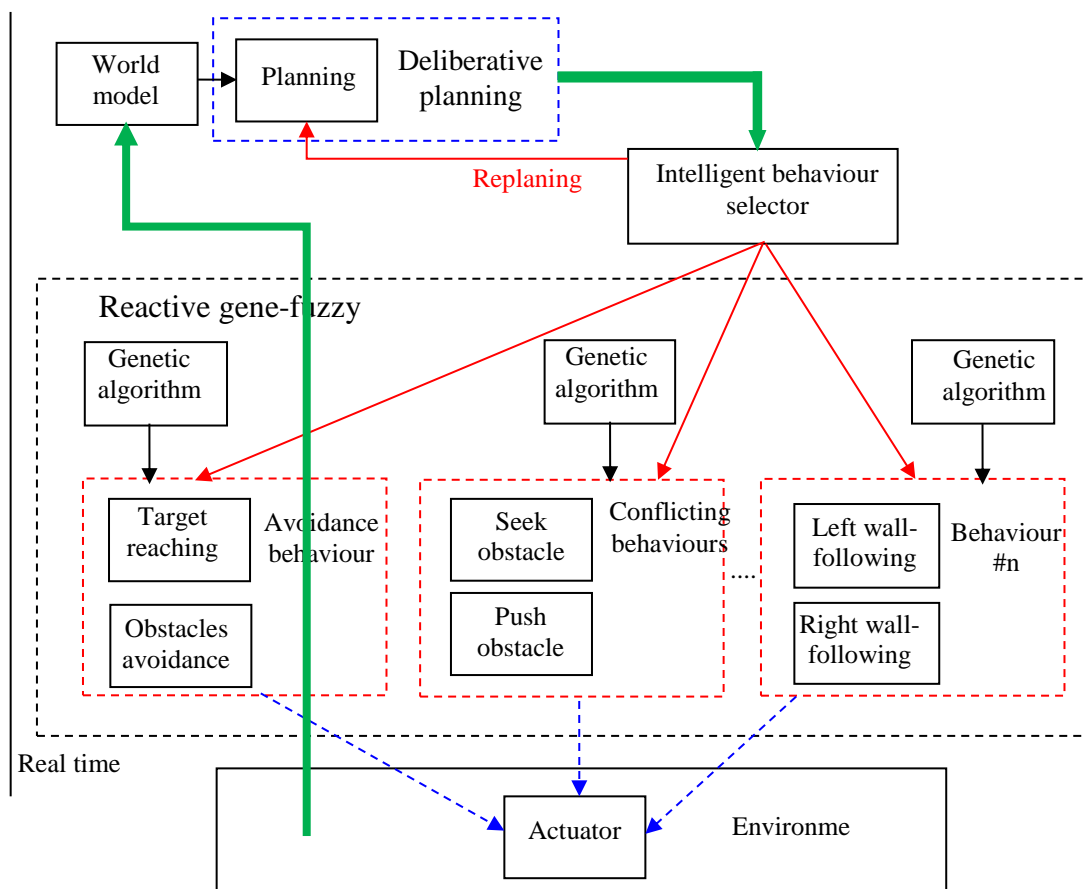 World
model
Planning
Deliberative
planning
Replaning
Intelligent behaviour
selector
Reactive gene-fuzzy
Genetic
algorithm
Genetic
algorithm
Genetic
algorithm
Target
reaching
Avoidance
behaviour
Obstacles
avoidance
Seek
obstacle
Conflicting
behaviours
Push
obstacle
....
Left wall-
following
Behaviour
#n
Right wall-
following
Real time
Actuator
Environme